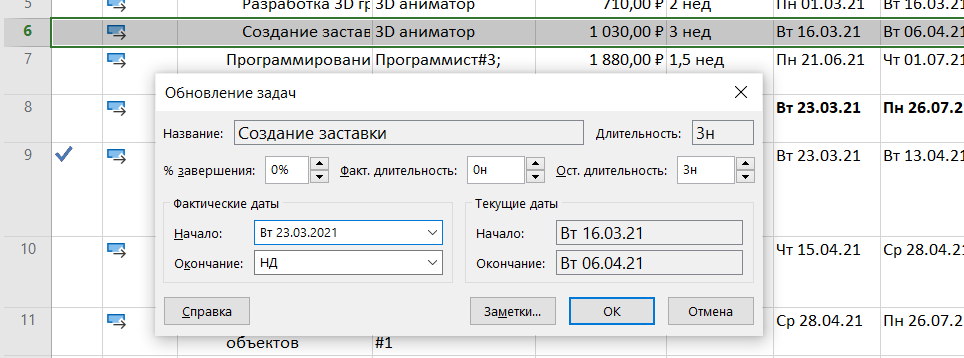 5 Разработка 3D гр 3D аниматор 710,00 ₽ 2 нед Пн 01.03.21 Вт 16.03.21
6 Создание застав 3D аниматор 1 030,00 ₽ 3 нед Вт 16.03.21 Вт 06.04.21
7 Программировани Программист#3; 1 880,00 ₽ 1,5 нед Пн 21.06.21 Чт 01.07.21
Обновление задач
8 Вт 23.03.21 Пн 26.07.2
Название: Создание заставки Длительность: 3н
9 Вт 23.03.21 Вт 13.04.21
% завершения: 0% Факт. длительность: 0н Ост. длительность: 3н
Фактические даты Текущие даты
Начало: Вт 23.03.2021 Начало: Вт 16.03.21
10 Чт 15.04.21 Ср 28.04.21
Окончание: НД Окончание: Вт 06.04.21
Справка Заметки... ОК Отмена
11 Ср 28.04.21 Пн 26.07.21
объектов #1